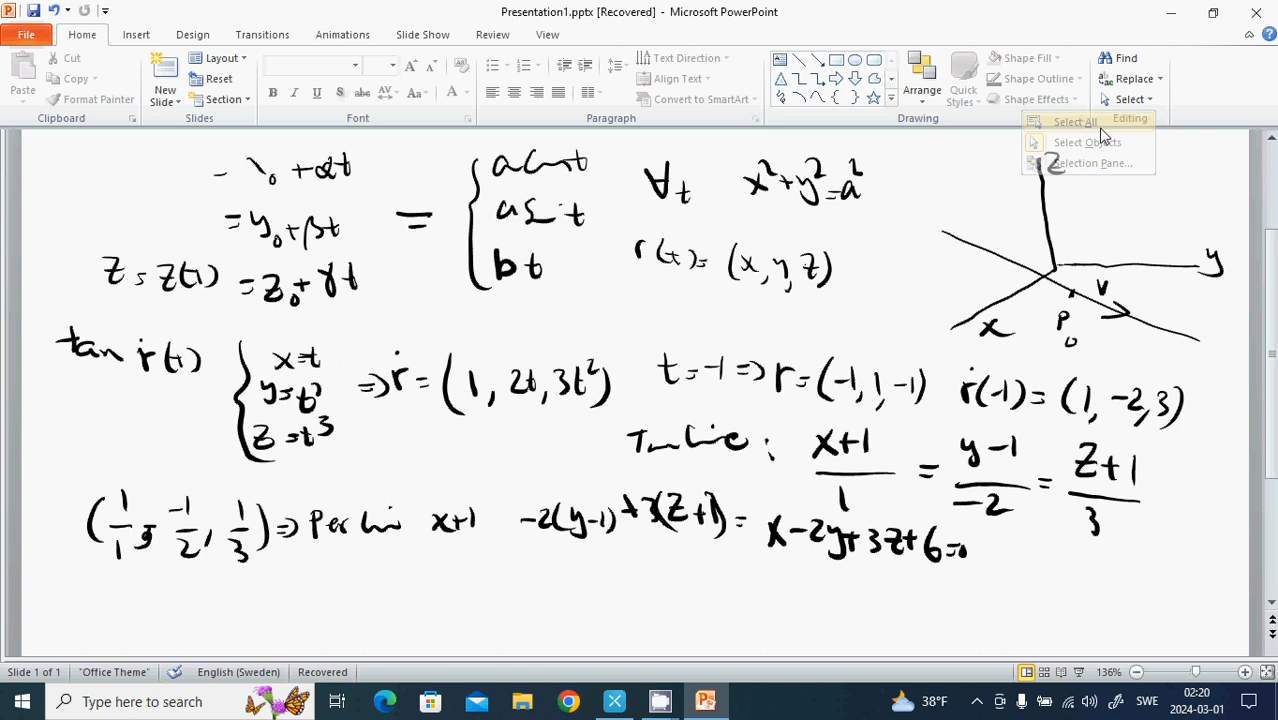 Presentation1.pptx [Recovered] - Microsoft PowerPoint
File Home Insert Design Transitions Animations Slide Show Review View
Paste Cut Copy Format Painter Clipboard
New Slide Layout Reset Section Slides
B I U S abc AV Aa A Font
Text Direction Align Text Convert to SmartArt Paragraph
Arrange Quick Styles Shape Fill Shape Outline Shape Effects Drawing
Find Replace Select Editing
Select All
Select Objects
Selection Pane...
+ αt
= y₀ + βt
z = z(t) = z₀ + γt
=
a t
a t
bt
∀t x² + y² = a²
r(t) = (x, y, z)
z
y
x
v
P₀
tan ṙ(t)
x = t
z = t³
=> ṙ = (1, 2t, 3t²)
t = -1 => r = (-1, 1, -1) ṙ(-1) = (1, -2, 3)
: (x+1)/1 = (y-1)/-2 = (z+1)/3
(1/1, -1/2, 1/3) => Per x+1 -2(y-1) + 3(z+1) = x - 2y + 3z + 6 = 0
Slide 1 of 1 "Office Theme" English (Sweden) Recovered 136%
Type here to search 38°F SWE 02:20 2024-03-01